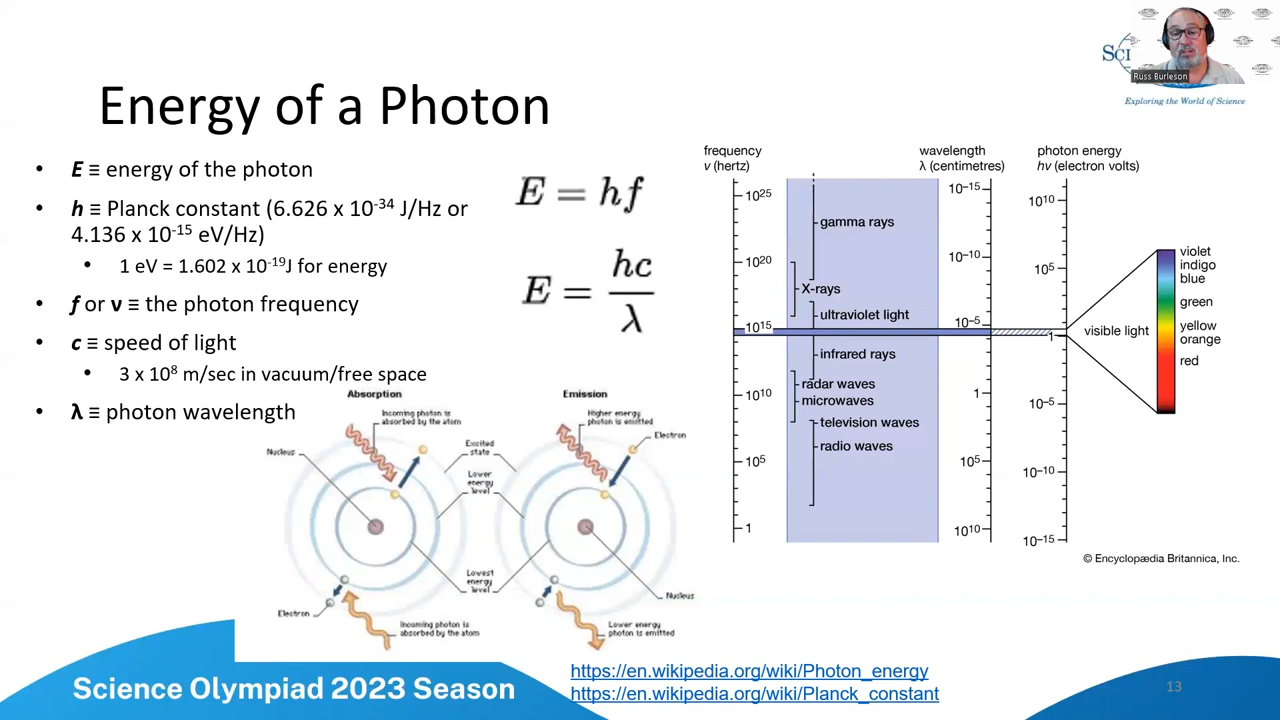 SCI
Russ Burleson
Exploring the World of Science
Energy of a Photon
• E ≡ energy of the photon
• h ≡ Planck constant (6.626 x 10⁻³⁴ J/Hz or
4.136 x 10⁻¹⁵ eV/Hz)
• 1 eV = 1.602 x 10⁻¹⁹J for energy
• f or ν ≡ the photon frequency
• c ≡ speed of light
• 3 x 10⁸ m/sec in vacuum/free space
• λ ≡ photon wavelength
E = hf
E = hc/λ
Absorption
Incoming photon is
absorbed by the atom
Nucleus
Excited
state
Lower
energy
level
Lowest
energy
level
Electron
Incoming photon is
absorbed by the atom
Emission
Higher energy
photon is emitted
Electron
Nucleus
Lower energy
photon is emitted
frequency
ν (hertz)
10²⁵
10²⁰
10¹⁵
10¹⁰
10⁵
1
gamma rays
X-rays
ultraviolet light
infrared rays
radar waves
microwaves
television waves
radio waves
wavelength
λ (centimetres)
10⁻¹⁵
10⁻¹⁰
10⁻⁵
1
10⁵
10¹⁰
photon energy
hν (electron volts)
10¹⁰
10⁵
1
10⁻⁵
10⁻¹⁰
10⁻¹⁵
visible light
violet
indigo
blue
green
yellow
orange
red
© Encyclopædia Britannica, Inc.
Science Olympiad 2023 Season
https://en.wikipedia.org/wiki/Photon_energy
https://en.wikipedia.org/wiki/Planck_constant
13